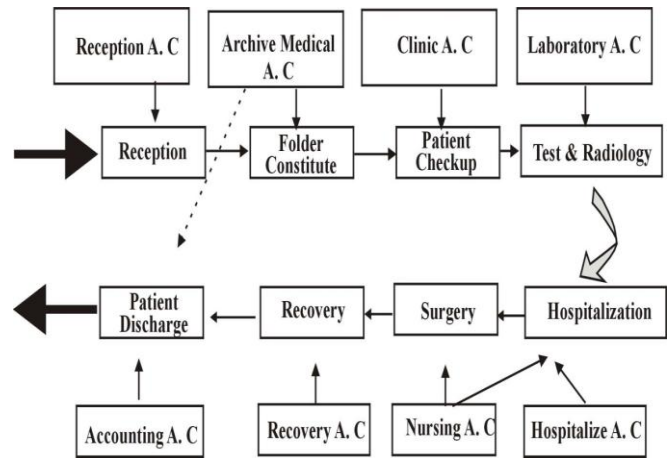 Reception A. C
Archive Medical
A. C
Clinic A. C
Laboratory A. C
Reception
Folder
Constitute
Patient
Checkup
Test & Radiology
Patient
Discharge
Recovery
Surgery
Hospitalization
Accounting A. C
Recovery A. C
Nursing A. C
Hospitalize A. C